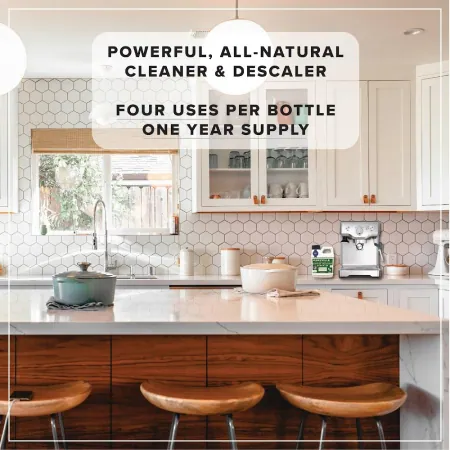 POWERFUL, ALL-NATURAL
CLEANER & DESCALER
FOUR USES PER BOTTLE
ONE YEAR SUPPLY